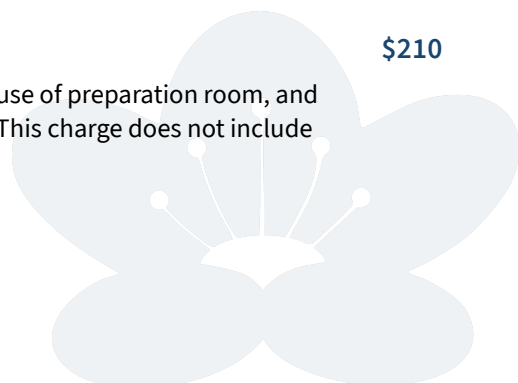 $210
use of preparation room, and
This charge does not include